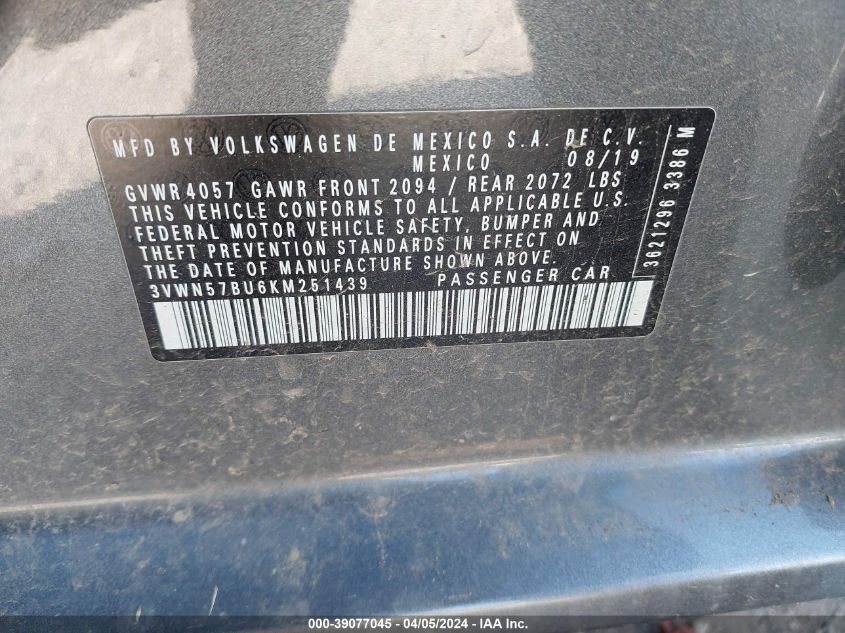 MFD BY VOLKSWAGEN DE MEXICO S.A. DE C.V.
MEXICO 08/19
GVWR 4057 GAWR FRONT 2094 / REAR 2072 LBS
THIS VEHICLE CONFORMS TO ALL APPLICABLE U.S.
FEDERAL MOTOR VEHICLE SAFETY, BUMPER AND
THEFT PREVENTION STANDARDS IN EFFECT ON
THE DATE OF MANUFACTURE SHOWN ABOVE.
3VWN57BU6KM251439 PASSENGER CAR
3621296 3386 M
000-39077045 - 04/05/2024 - IAA Inc.